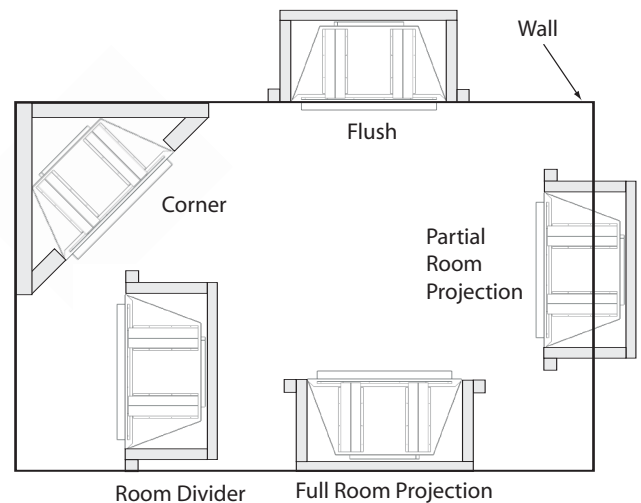 Wall
Flush
Corner
Partial
Room
Projection
Room Divider
Full Room Projection